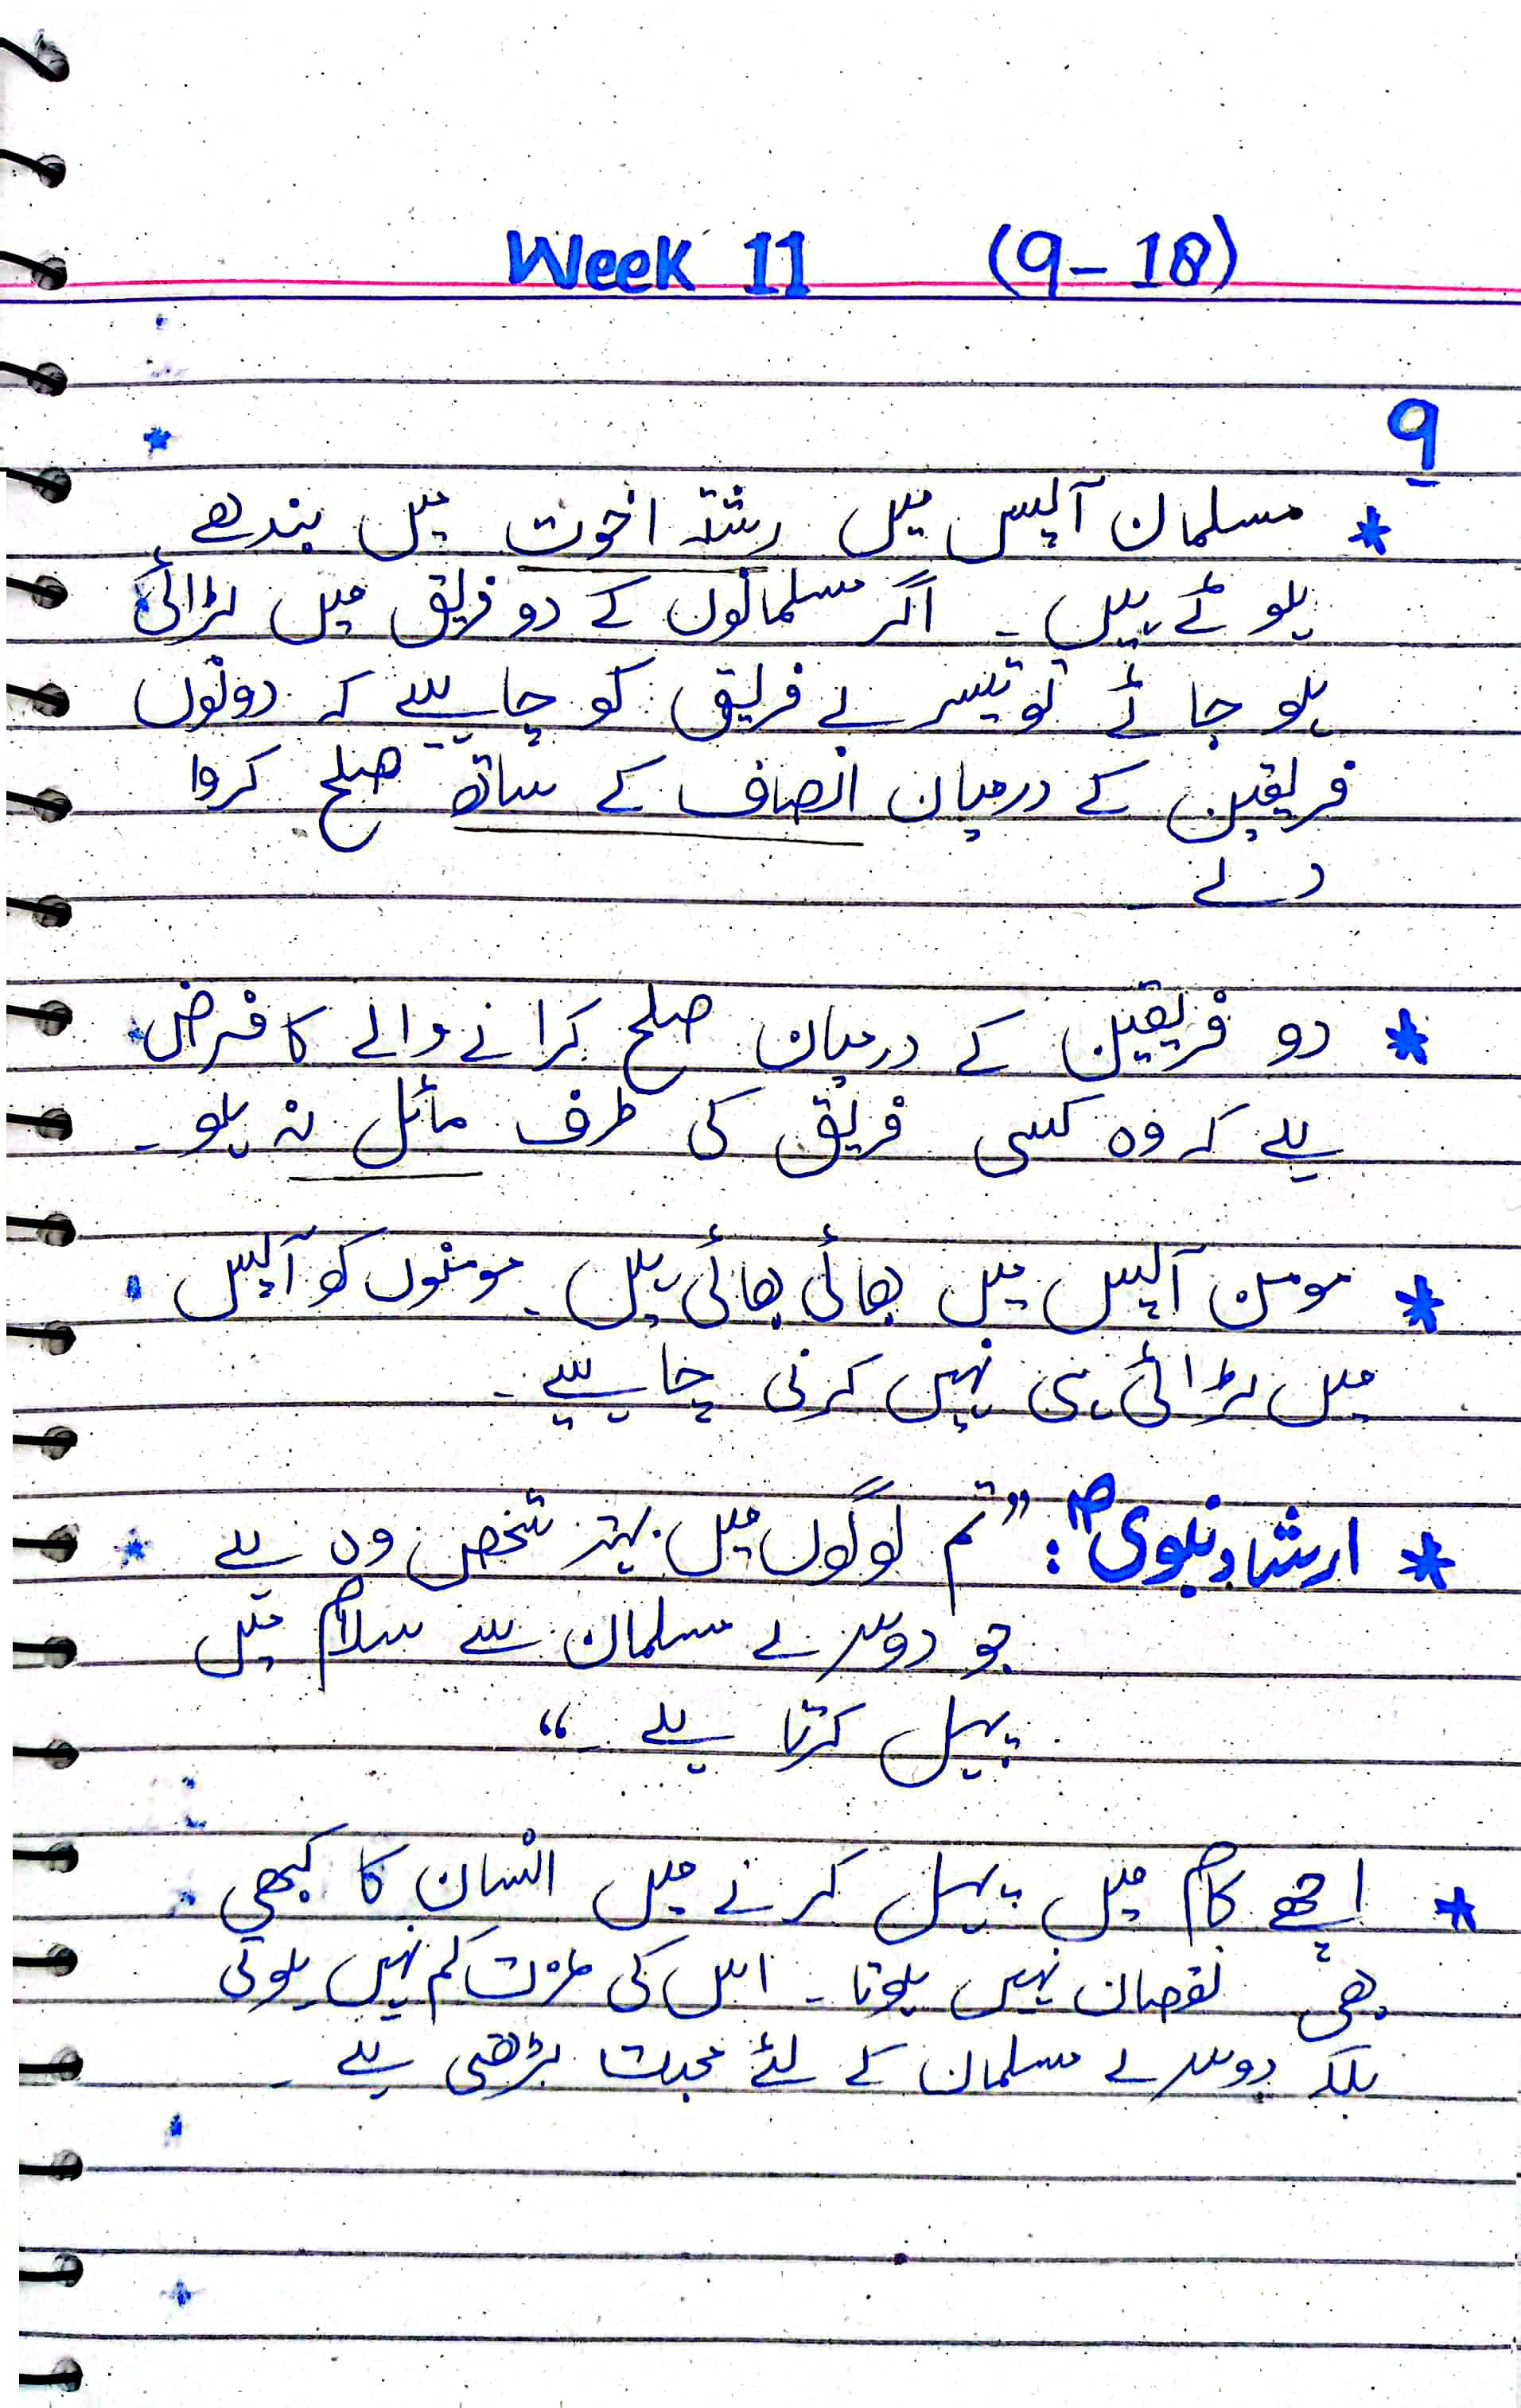 Week 11 (9-18)
9
* مسلمان آپس میں رشتہ اخوت میں بندھے
ہوئے ہیں ۔ اگر مسلمانوں کے دو فریق میں لڑائی
ہو جائے تو تیسرے فریق کو چاہیے کہ دونوں
فریقین کے درمیان انصاف کے ساتھ صلح کروا
دے ۔
* دو فریقین کے درمیان صلح کرانے والے کا فرض
ہے کہ وہ کسی فریق کی طرف مائل نہ ہو ۔
* مومن آپس میں بھائی بھائی ہیں ۔ مومنوں کو آپس
میں لڑائی ہی نہیں کرنی چاہیے ۔
* ارشاد نبوی ؐ : ”تم لوگوں میں بہتر شخص وہ ہے
جو دوسرے مسلمان سے سلام میں
پہل کرتا ہے ۔“
* اچھے کام میں پہل کرنے میں انسان کا کبھی
بھی نقصان نہیں ہوتا ۔ اس کی عزت کم نہیں ہوتی
بلکہ دوسرے مسلمان کے لئے محبت بڑھتی ہے ۔